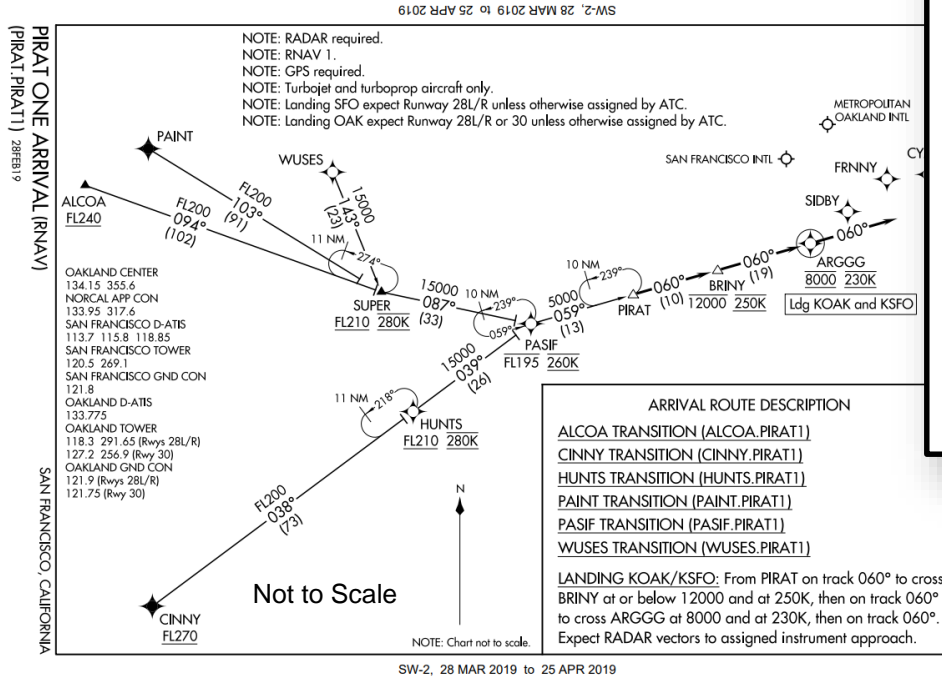 SW-2, 28 MAR 2019 to 25 APR 2019
PIRAT ONE ARRIVAL (RNAV)
(PIRAT.PIRAT1) 28FEB19
SAN FRANCISCO, CALIFORNIA
NOTE: RADAR required.
NOTE: RNAV 1.
NOTE: GPS required.
NOTE: Turbojet and turboprop aircraft only.
NOTE: Landing SFO expect Runway 28L/R unless otherwise assigned by ATC.
NOTE: Landing OAK expect Runway 28L/R or 30 unless otherwise assigned by ATC.
METROPOLITAN
OAKLAND INTL
SAN FRANCISCO INTL
FRNNY
CY
SIDBY
PAINT
WUSES
ALCOA
FL240
FL200
103°
(91)
FL200
094°
(102)
15000
143°
(23)
11 NM
274°
SUPER
FL210 280K
15000
087°
(33)
10 NM
239°
059°
PASIF
FL195 260K
5000
059°
(13)
10 NM
239°
PIRAT
060°
(10)
BRINY
12000 250K
060°
(19)
ARGGG
8000 230K
060°
Ldg KOAK and KSFO
15000
039°
(26)
11 NM
218°
HUNTS
FL210 280K
FL200
038°
(73)
CINNY
FL270
OAKLAND CENTER
134.15 355.6
NORCAL APP CON
133.95 317.6
SAN FRANCISCO D-ATIS
113.7 115.8 118.85
SAN FRANCISCO TOWER
120.5 269.1
SAN FRANCISCO GND CON
121.8
OAKLAND D-ATIS
133.775
OAKLAND TOWER
118.3 291.65 (Rwys 28L/R)
127.2 256.9 (Rwy 30)
OAKLAND GND CON
121.9 (Rwys 28L/R)
121.75 (Rwy 30)
N
Not to Scale
NOTE: Chart not to scale.
ARRIVAL ROUTE DESCRIPTION
ALCOA TRANSITION (ALCOA.PIRAT1)
CINNY TRANSITION (CINNY.PIRAT1)
HUNTS TRANSITION (HUNTS.PIRAT1)
PAINT TRANSITION (PAINT.PIRAT1)
PASIF TRANSITION (PASIF.PIRAT1)
WUSES TRANSITION (WUSES.PIRAT1)
LANDING KOAK/KSFO: From PIRAT on track 060° to cross
BRINY at or below 12000 and at 250K, then on track 060°
to cross ARGGG at 8000 and at 230K, then on track 060°.
Expect RADAR vectors to assigned instrument approach.
SW-2, 28 MAR 2019 to 25 APR 2019